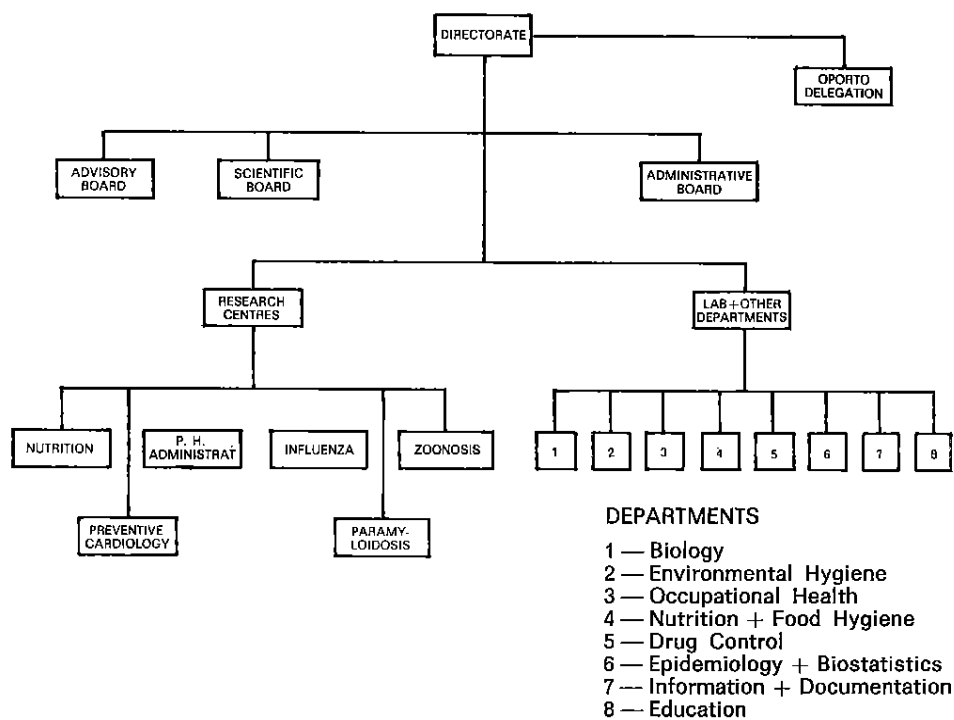 DIRECTORATE
OPORTO
DELEGATION
ADVISORY
BOARD
SCIENTIFIC
BOARD
ADMINISTRATIVE
BOARD
RESEARCH
CENTRES
LAB+OTHER
DEPARTMENTS
NUTRITION
P. H.
ADMINISTRAT.
INFLUENZA
ZOONOSIS
1 2 3 4 5 6 7 8
PREVENTIVE
CARDIOLOGY
PARAMY-
LOIDOSIS
DEPARTMENTS
1 — Biology
2 — Environmental Hygiene
3 — Occupational Health
4 — Nutrition + Food Hygiene
5 — Drug Control
6 — Epidemiology + Biostatistics
7 — Information + Documentation
8 — Education